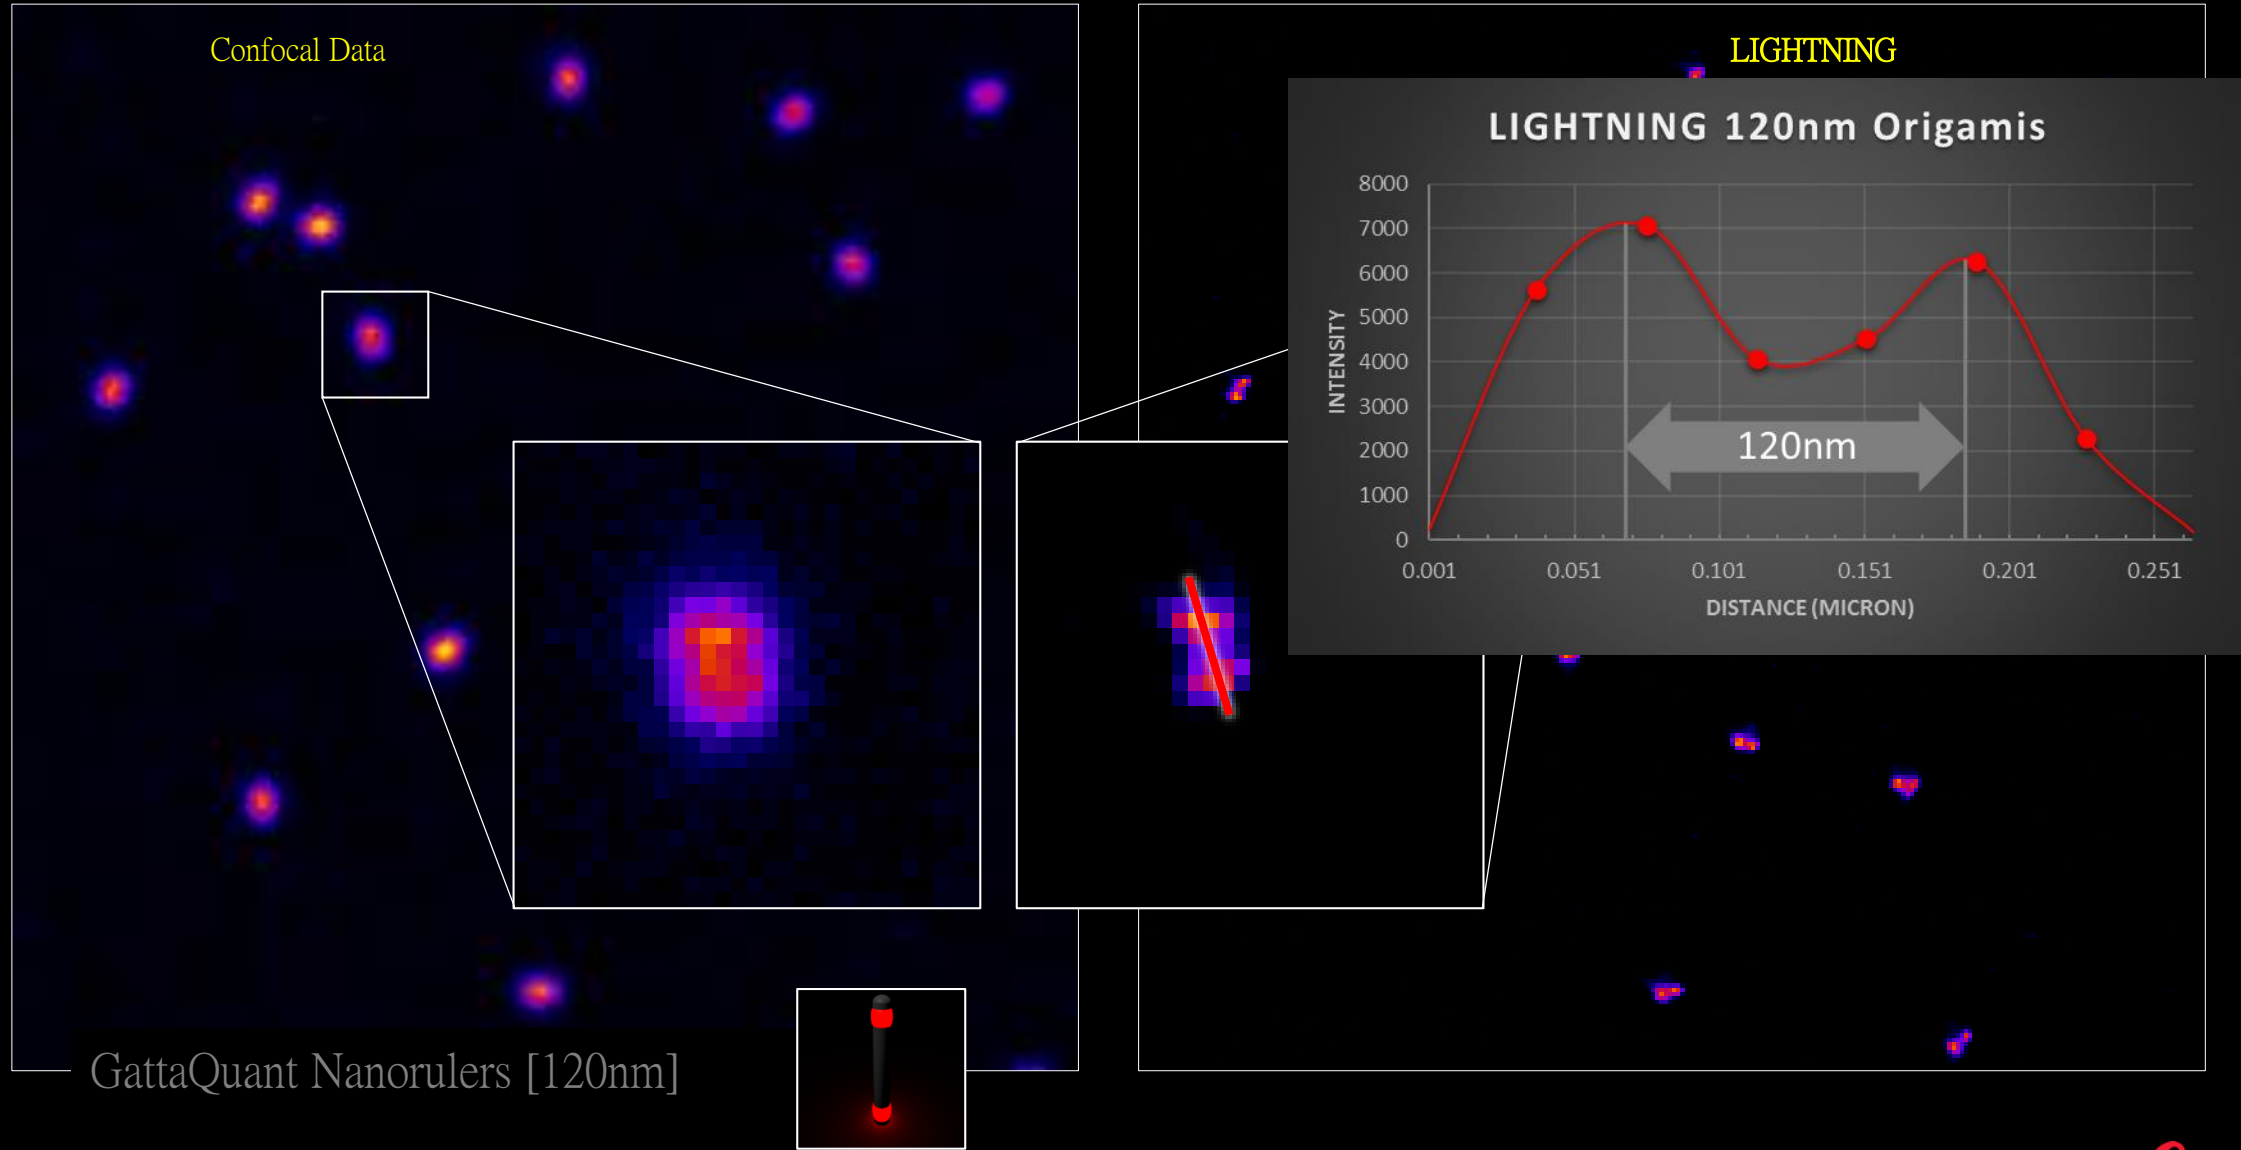 Confocal Data
LIGHTNING
LIGHTNING 120nm Origamis
8000
7000
6000
5000
4000
3000
2000
1000
0
INTENSITY
120nm
0.001 0.051 0.101 0.151 0.201 0.251
DISTANCE (MICRON)
GattaQuant Nanorulers [120nm]